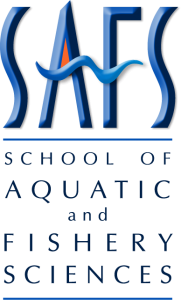 SAFS
SCHOOL OF
AQUATIC
and
FISHERY
SCIENCES